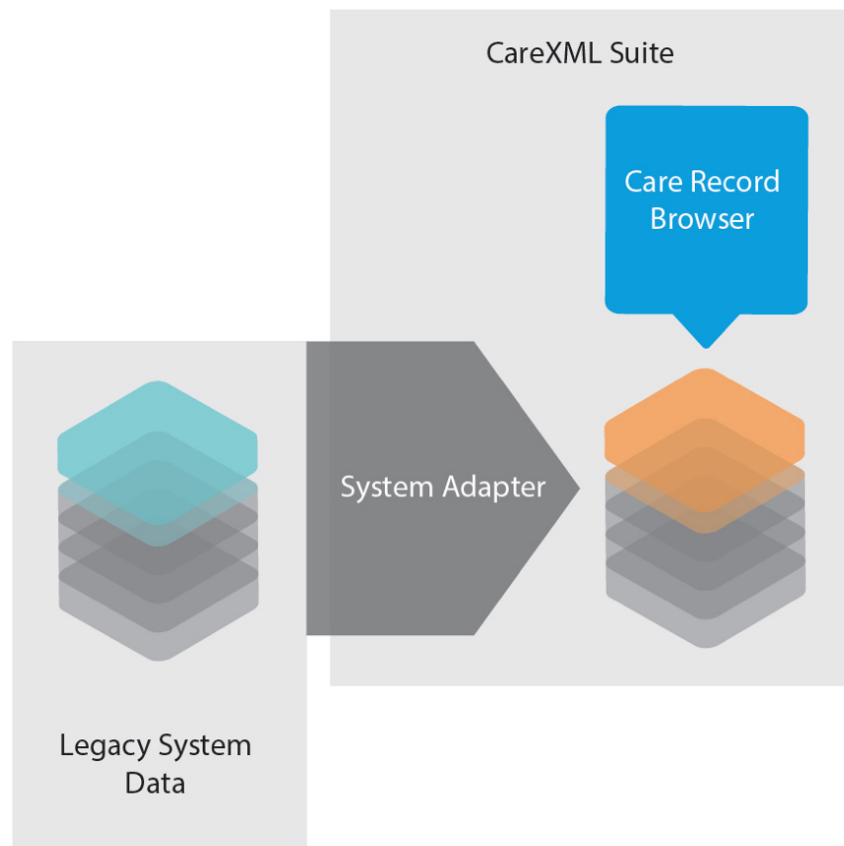 CareXML Suite
Care Record
Browser
System Adapter
Legacy System
Data